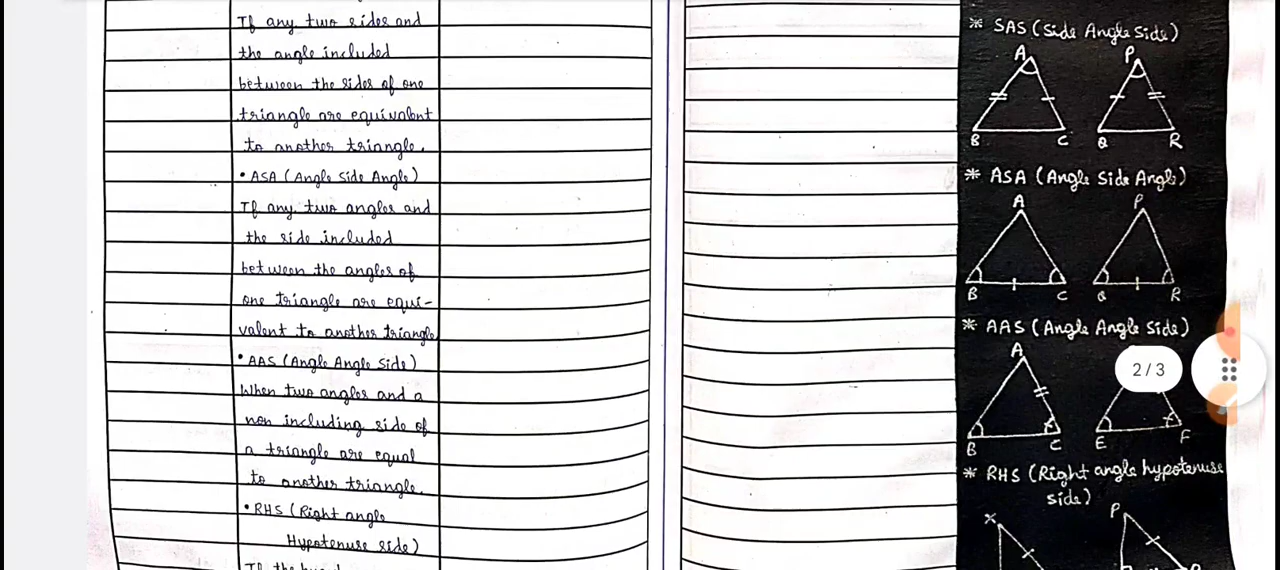 If any two sides and
the angle included
between the sides of one
triangle are equivalent
to another triangle.
• ASA (Angle Side Angle)
If any two angles and
the side included
between the angles of
one triangle are equi-
valent to another triangle
• AAS (Angle Angle Side)
When two angles and a
non including side of
a triangle are equal
to another triangle.
• RHS (Right angle
Hypotenuse side)
If the
* SAS (Side Angle Side)
A P
B C Q R
* ASA (Angle Side Angle)
A P
B C Q R
* AAS (Angle Angle Side)
A
2 / 3
B C E F
* RHS (Right angle hypotenuse
side)
X P